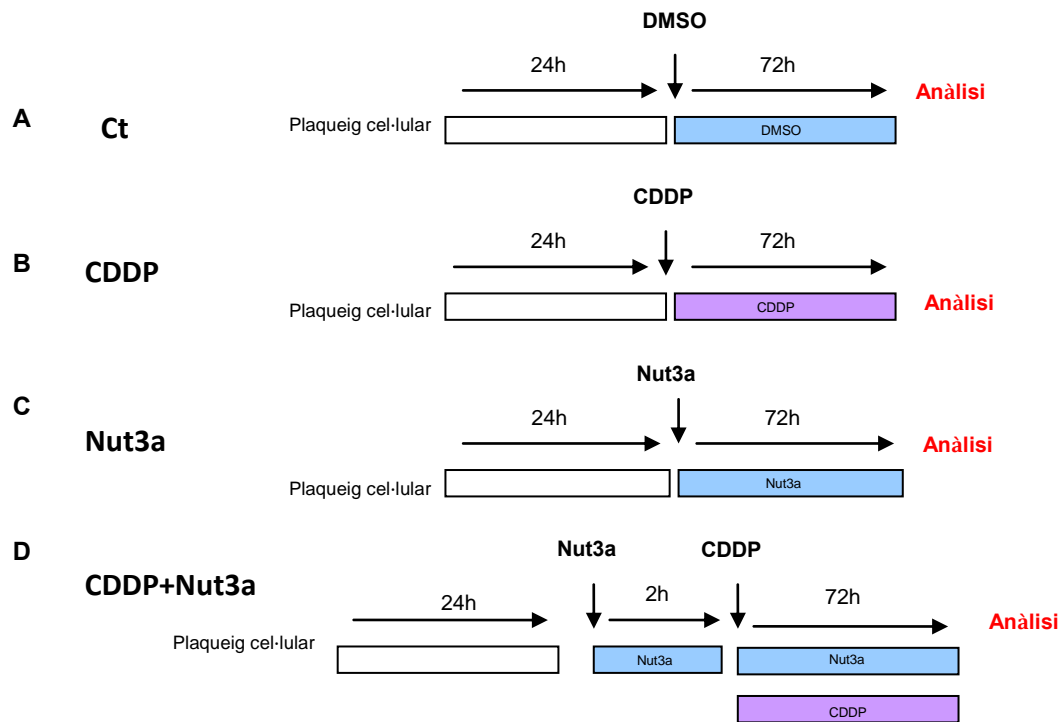 DMSO
24h
72h
Anàlisi
A
Ct
Plaqueig cel·lular
DMSO
CDDP
24h
72h
B
CDDP
Plaqueig cel·lular
CDDP
Anàlisi
Nut3a
C
24h
72h
Nut3a
Anàlisi
Plaqueig cel·lular
Nut3a
D
Nut3a
CDDP
CDDP+Nut3a
24h
2h
72h
Anàlisi
Plaqueig cel·lular
Nut3a
Nut3a
CDDP